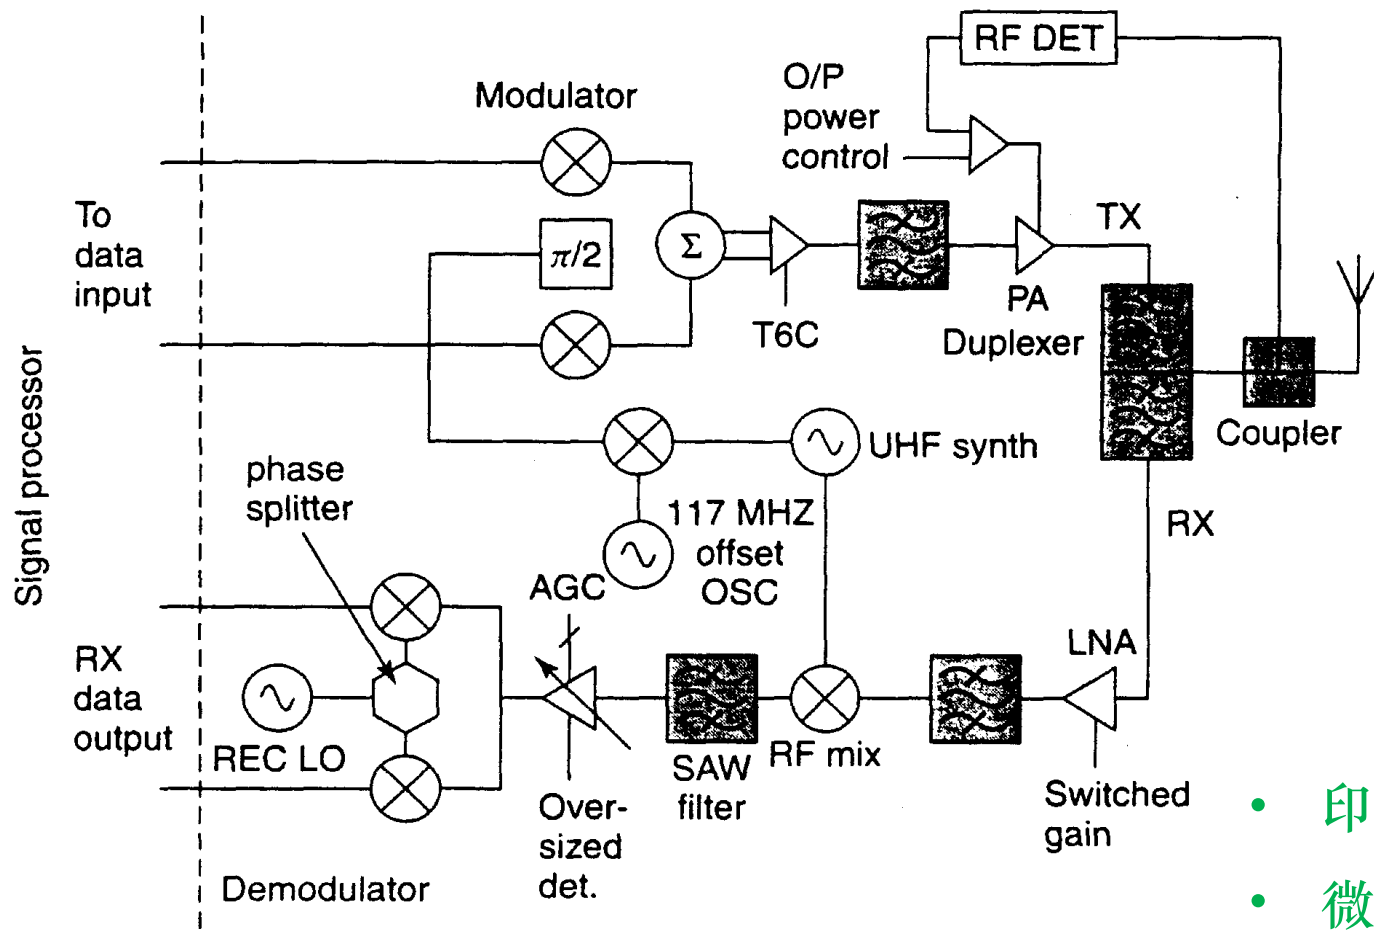 RF DET
O/P
power
control
Modulator
To
data
input
π/2
Σ
T6C
TX
PA
Duplexer
Coupler
UHF synth
phase
splitter
117 MHZ
offset
OSC
RX
Signal processor
AGC
LNA
RX
data
output
REC LO
SAW
filter
RF mix
Over-
sized
det.
Switched
gain
Demodulator
• 印
• 微